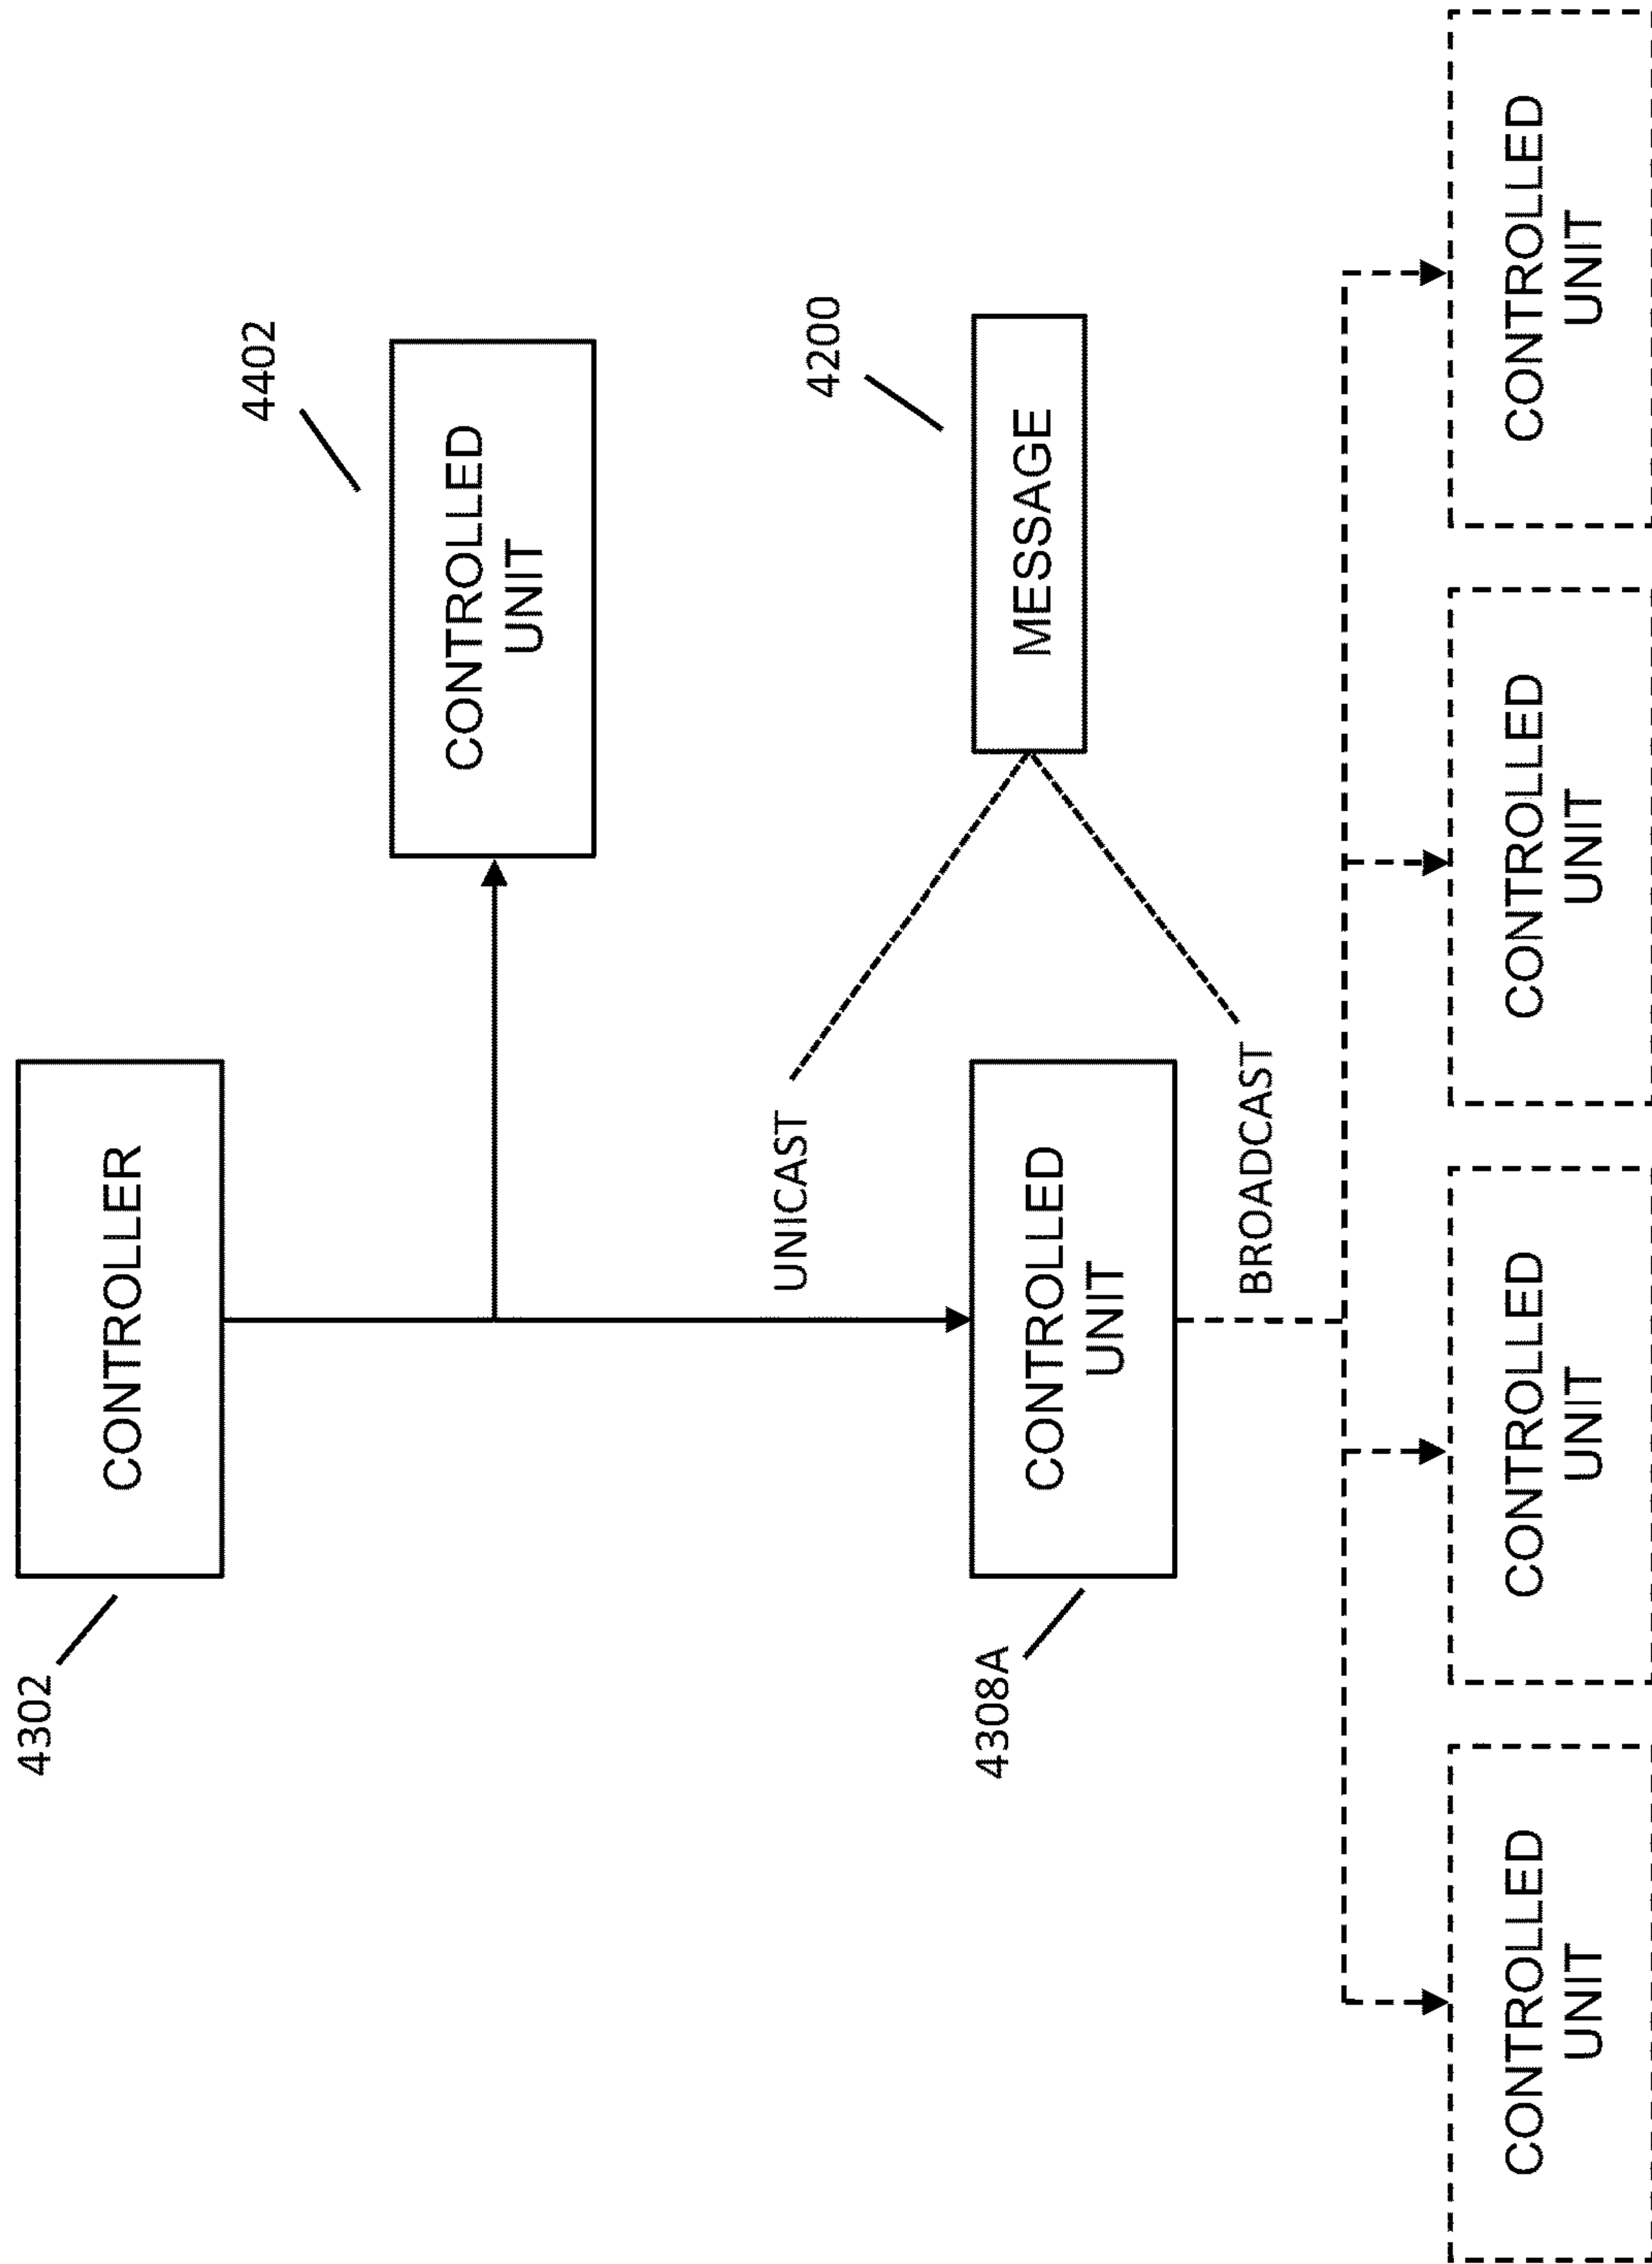 4302
CONTROLLER
4402
CONTROLLED
UNIT
UNICAST
4200
4308A
CONTROLLED
UNIT
MESSAGE
BROADCAST
CONTROLLED
UNIT
CONTROLLED
UNIT
CONTROLLED
UNIT
CONTROLLED
UNIT